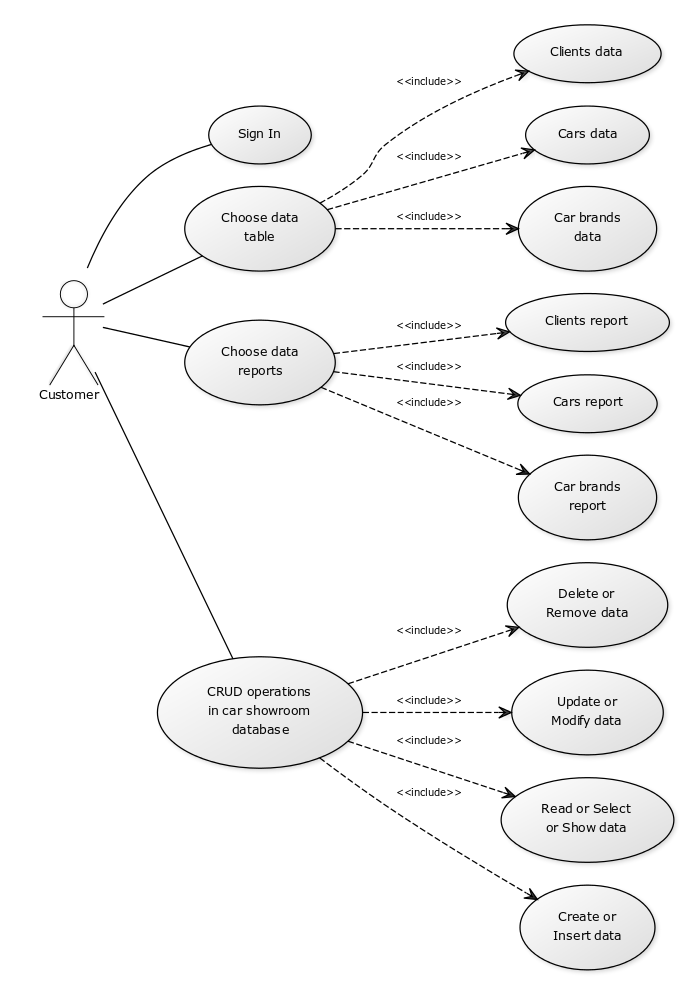 Clients data
<<include>>
Sign In
Cars data
<<include>>
Choose data
table
<<include>>
Car brands
data
Customer
Choose data
reports
<<include>>
Clients report
<<include>>
Cars report
<<include>>
Car brands
report
CRUD operations
in car showroom
database
<<include>>
Delete or
Remove data
<<include>>
Update or
Modify data
<<include>>
Read or Select
or Show data
<<include>>
Create or
Insert data